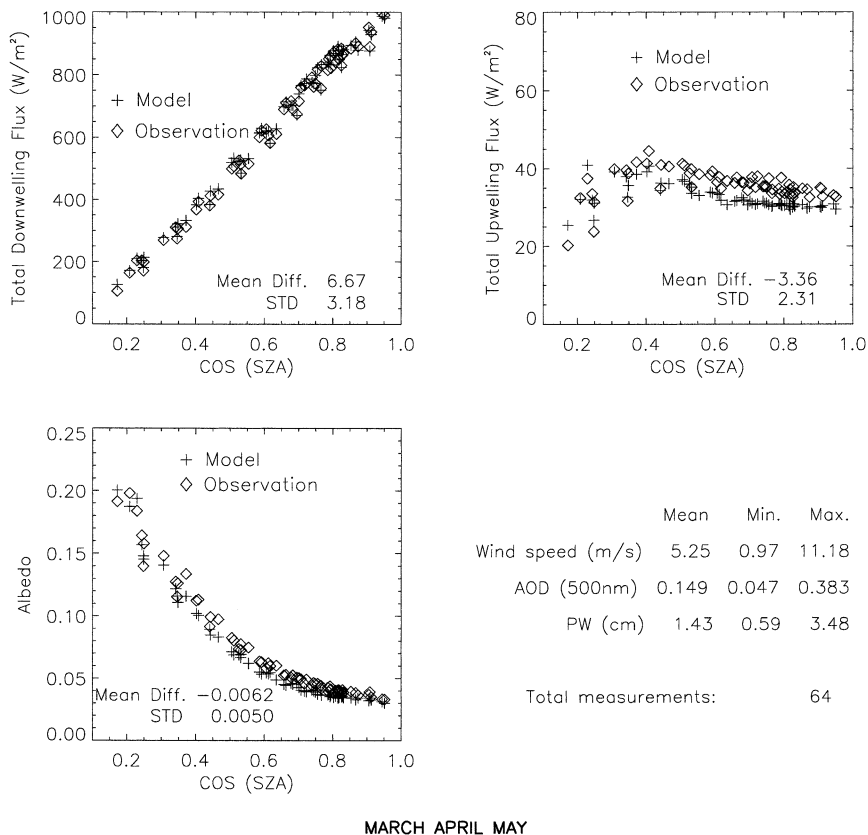 1000
800
600
400
200
0
Total Downwelling Flux (W/m²)
Model
Observation
Mean Diff. 6.67
STD 3.18
0.2 0.4 0.6 0.8 1.0
COS (SZA)
80
60
40
20
0
Total Upwelling Flux (W/m²)
Model
Observation
Mean Diff. -3.36
STD 2.31
0.2 0.4 0.6 0.8 1.0
COS (SZA)
0.25
0.20
0.15
0.10
0.05
0.00
Albedo
Model
Observation
Mean Diff. -0.0062
STD 0.0050
0.2 0.4 0.6 0.8 1.0
COS (SZA)
Mean Min. Max.
Wind speed (m/s) 5.25 0.97 11.18
AOD (500nm) 0.149 0.047 0.383
PW (cm) 1.43 0.59 3.48
Total measurements: 64
MARCH APRIL MAY